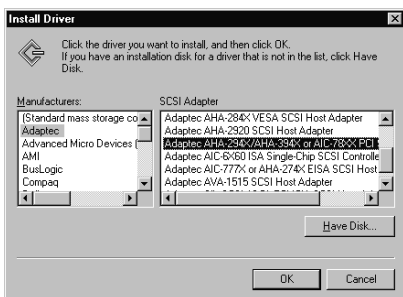 Install Driver
Click the driver you want to install, and then click OK.
If you have an installation disk for a driver that is not in the list, click Have
Disk.
Manufacturers:
(Standard mass storage co
Adaptec
Advanced Micro Devices (
AMI
BusLogic
Compaq
SCSI Adapter
Adaptec AHA-284X VESA SCSI Host Adapter
Adaptec AHA-2920 SCSI Host Adapter
Adaptec AHA-294X/AHA-394X or AIC-78XX PCI
Adaptec AIC-6X60 ISA Single-Chip SCSI Controlle
Adaptec AIC-777X or AHA-274X EISA SCSI Host
Adaptec AVA-1515 SCSI Host Adapter
Have Disk...
OK
Cancel